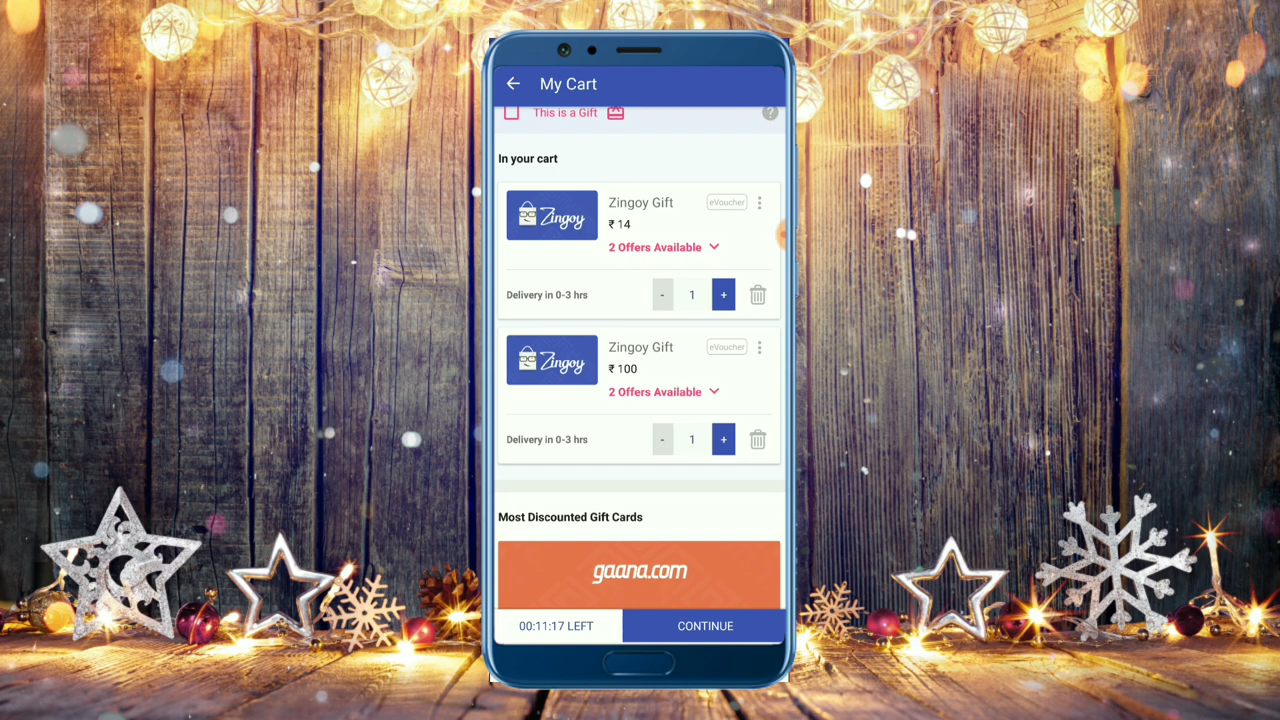 My Cart
This is a Gift
?
In your cart
Zingoy
Zingoy Gift
eVoucher
₹ 14
2 Offers Available
Delivery in 0-3 hrs
- 1 +
Zingoy
Zingoy Gift
eVoucher
₹ 100
2 Offers Available
Delivery in 0-3 hrs
- 1 +
Most Discounted Gift Cards
gaana.com
00:11:17 LEFT
CONTINUE